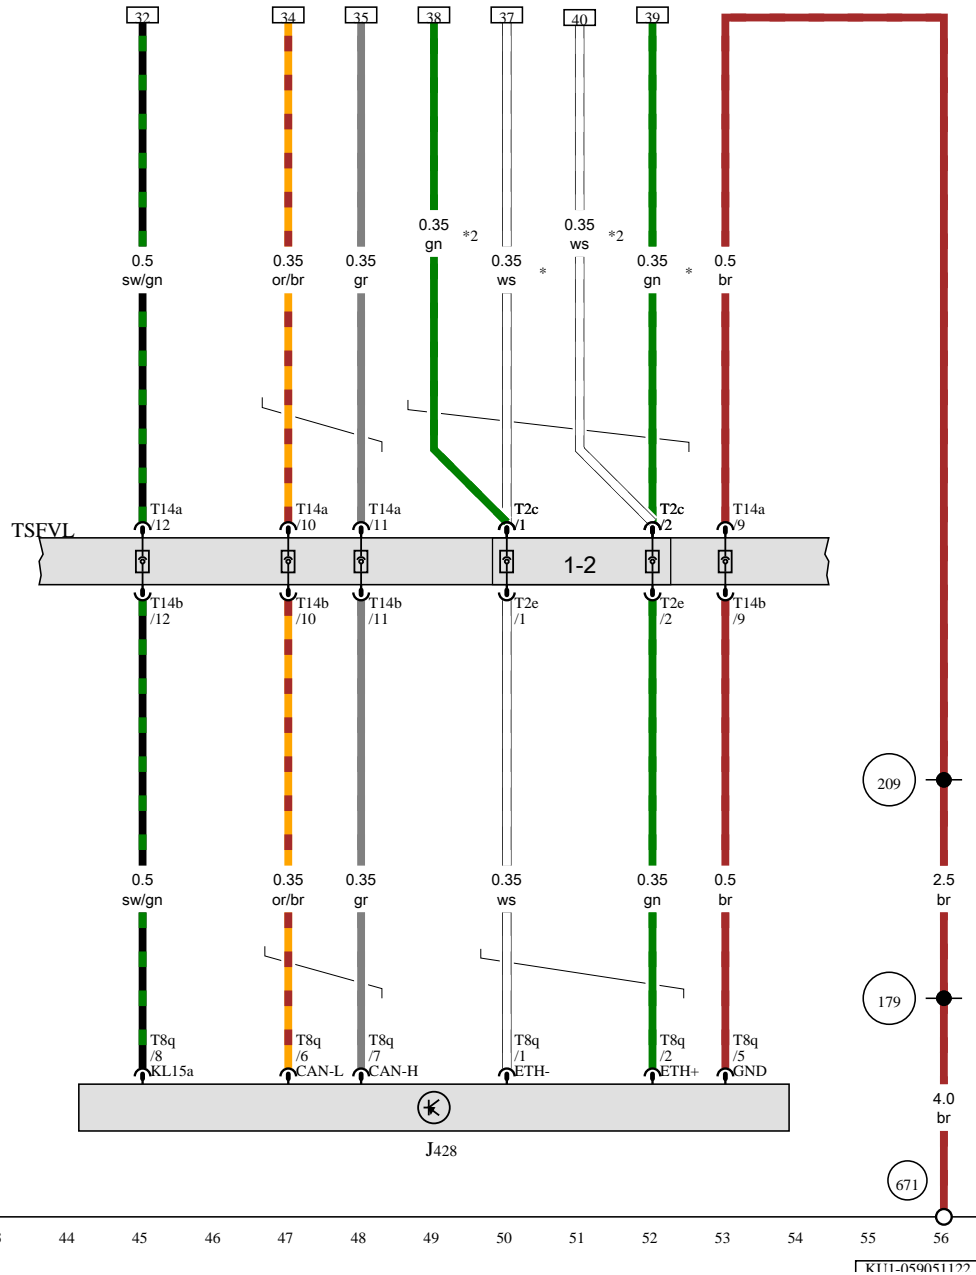 32 34 35 38 37 40 39
0.35 gn *2
0.35 ws *2
0.5 sw/gn
0.35 or/br
0.35 gr
0.35 ws *
0.35 gn *
0.5 br
T14a /12
T14a /10
T14a /11
T2c /1
T2c /2
T14a /9
TSFVL
1-2
T14b /12
T14b /10
T14b /11
T2e /1
T2e /2
T14b /9
209
0.5 sw/gn
0.35 or/br
0.35 gr
0.35 ws
0.35 gn
0.5 br
2.5 br
179
T8q /8 KL15a
T8q /6 CAN-L
T8q /7 CAN-H
T8q /1 ETH-
T8q /2 ETH+
T8q /5 GND
4.0 br
J428
671
44 45 46 47 48 49 50 51 52 53 54 55 56
KU1-059051122